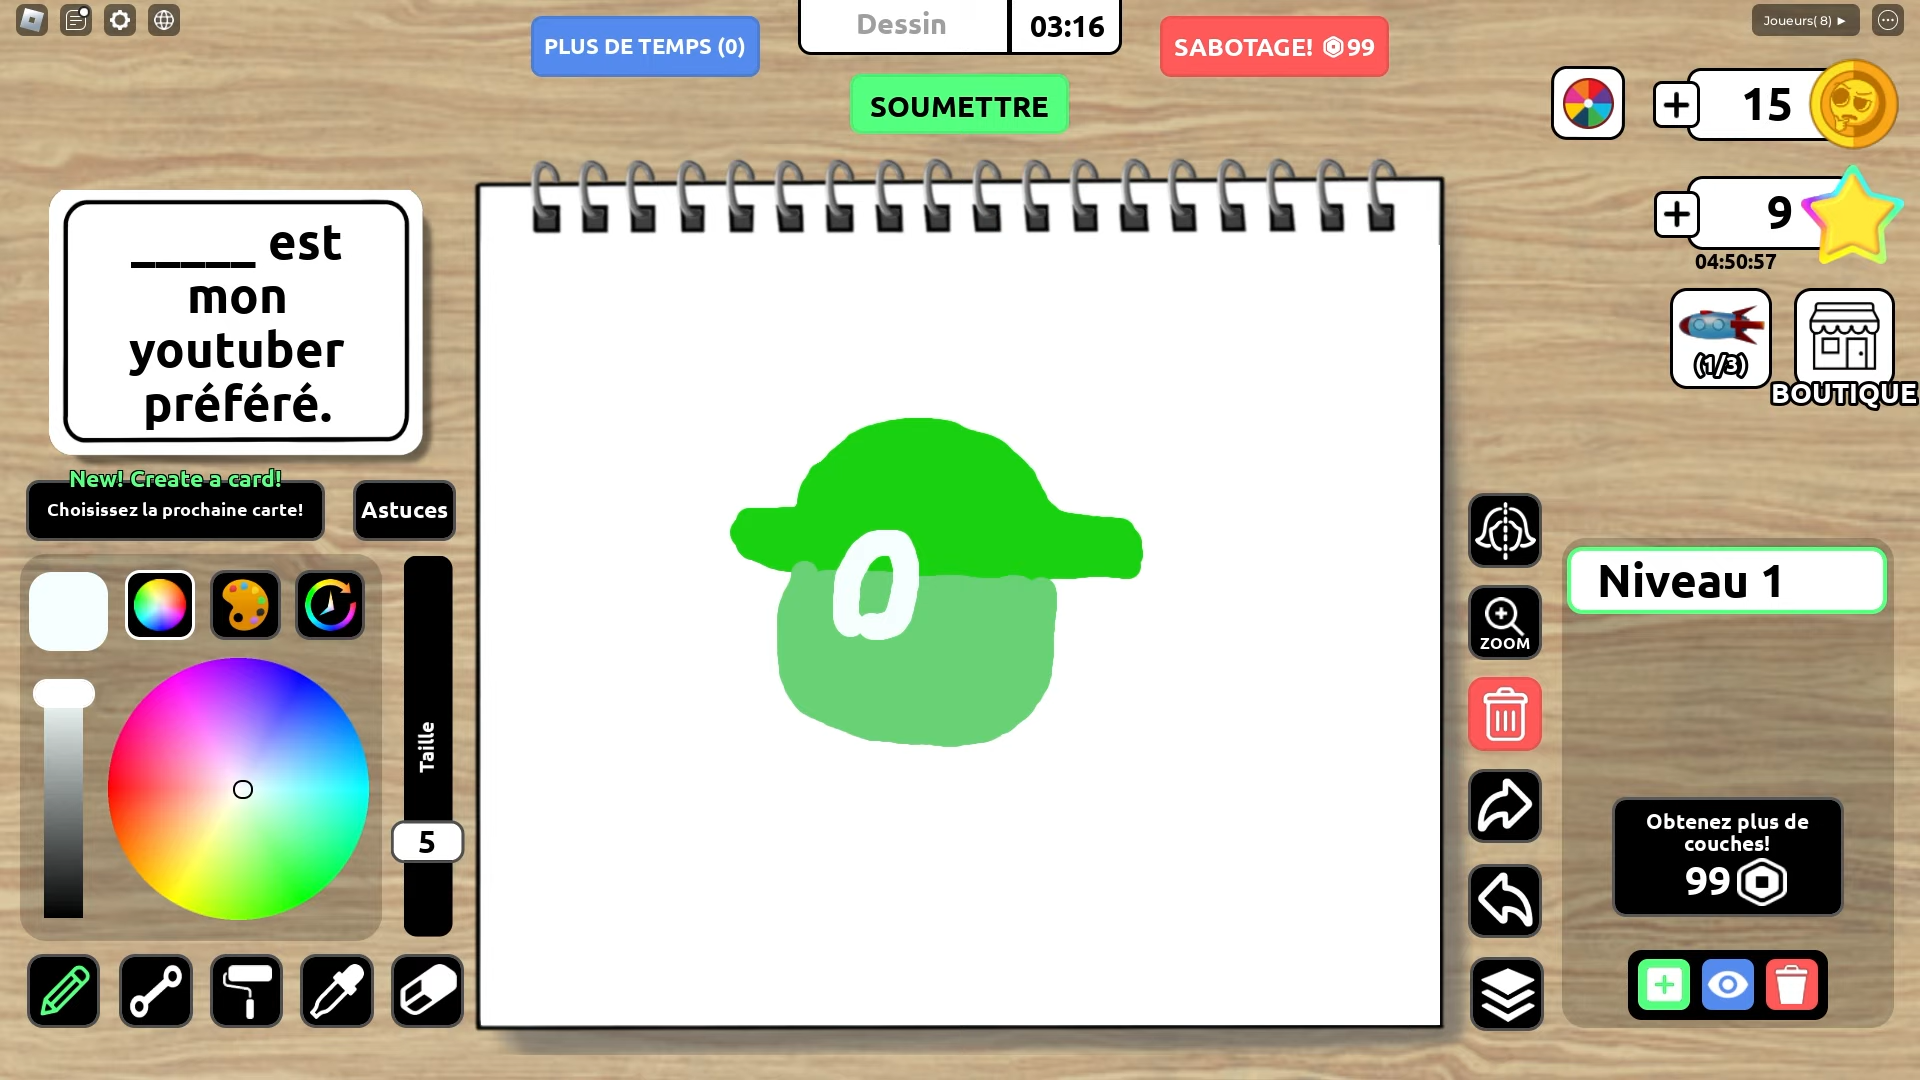 Joueurs( 8) ►
PLUS DE TEMPS (0)
Dessin
03:16
SABOTAGE! 99
SOUMETTRE
15
9
04:50:57
(1/3)
BOUTIQUE
_____ est
mon
youtuber
préféré.
New! Create a card!
Choisissez la prochaine carte!
Astuces
Taille
5
ZOOM
Niveau 1
Obtenez plus de
couches!
99